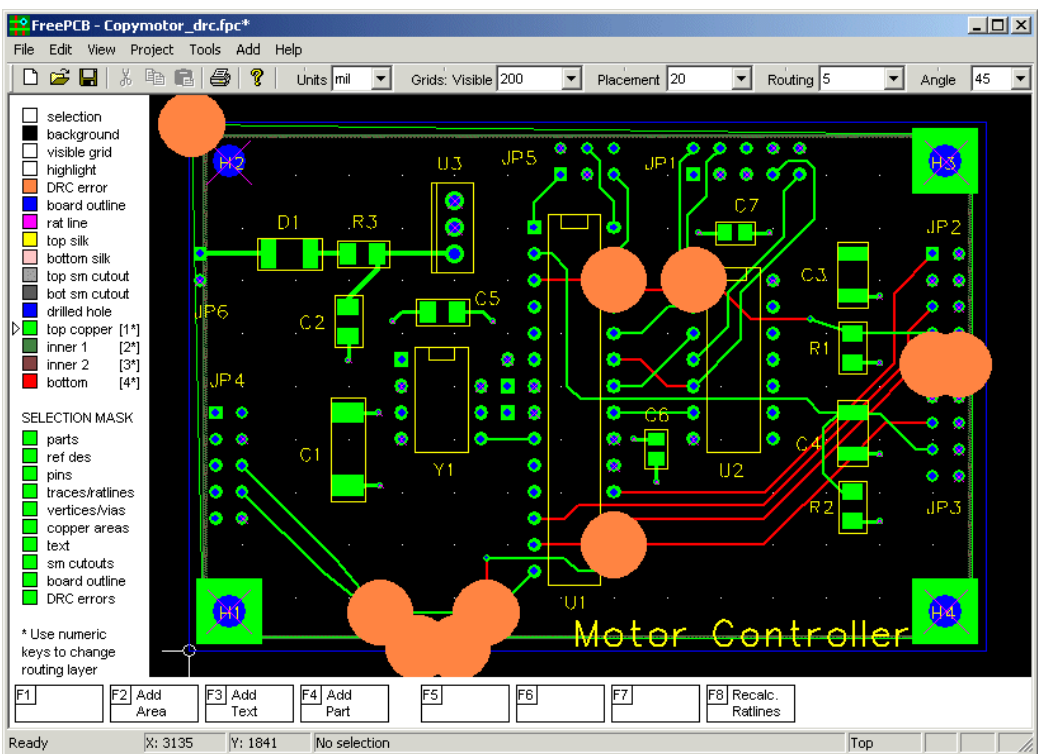 FreePCB - Copymotor_drc.fpc*
File Edit View Project Tools Add Help
Units mil Grids: Visible 200 Placement 20 Routing 5 Angle 45
selection
background
visible grid
highlight
DRC error
board outline
rat line
top silk
bottom silk
top sm cutout
bot sm cutout
drilled hole
top copper [1*]
inner 1 [2*]
inner 2 [3*]
bottom [4*]
SELECTION MASK
parts
ref des
pins
traces/ratlines
vertices/vias
copper areas
text
sm cutouts
board outline
DRC errors
* Use numeric
keys to change
routing layer
H2 U3 JP5 JP1 H3
D1 R3 C7 JP2
C3
JP6 C2 C5
R1
JP4
C6
C1 Y1 U2 C4
R2 JP3
H1 U1 H4
Motor Controller
F1 F2 Add Area F3 Add Text F4 Add Part F5 F6 F7 F8 Recalc. Ratlines
Ready X: 3135 Y: 1841 No selection Top